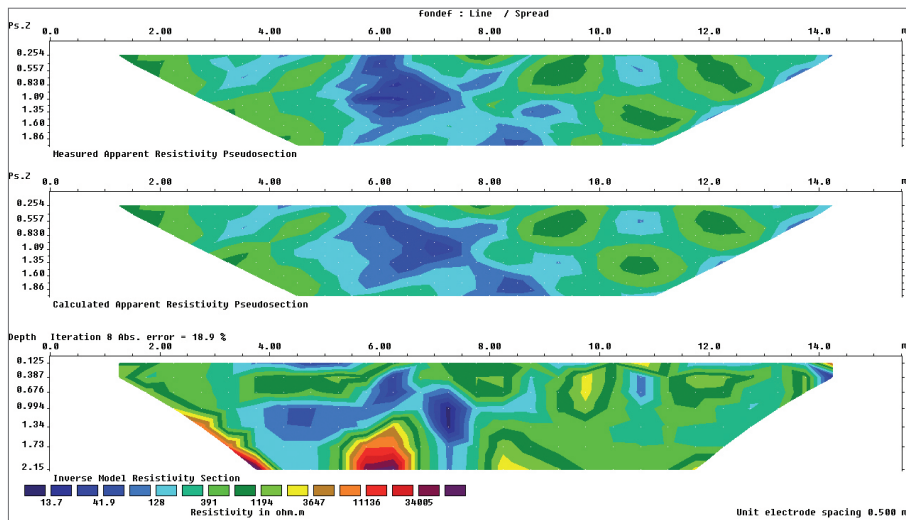 fondef : Line / Spread
Ps.Z 0.0 2.00 4.00 6.00 8.00 10.0 12.0 14.0 m
0.254
0.557
0.830
1.09
1.35
1.60
1.86
Measured Apparent Resistivity Pseudosection
Ps.Z 0.0 2.00 4.00 6.00 8.00 10.0 12.0 14.0 m
0.254
0.557
0.830
1.09
1.35
1.60
1.86
Calculated Apparent Resistivity Pseudosection
Depth Iteration 8 Abs. error = 18.9 %
0.0 2.00 4.00 6.00 8.00 10.0 12.0 14.0 m
0.125
0.387
0.676
0.994
1.34
1.73
2.15
Inverse Model Resistivity Section
13.7 41.9 128 391 1194 3647 11136 34005
Resistivity in ohm.m
Unit electrode spacing 0.500 m